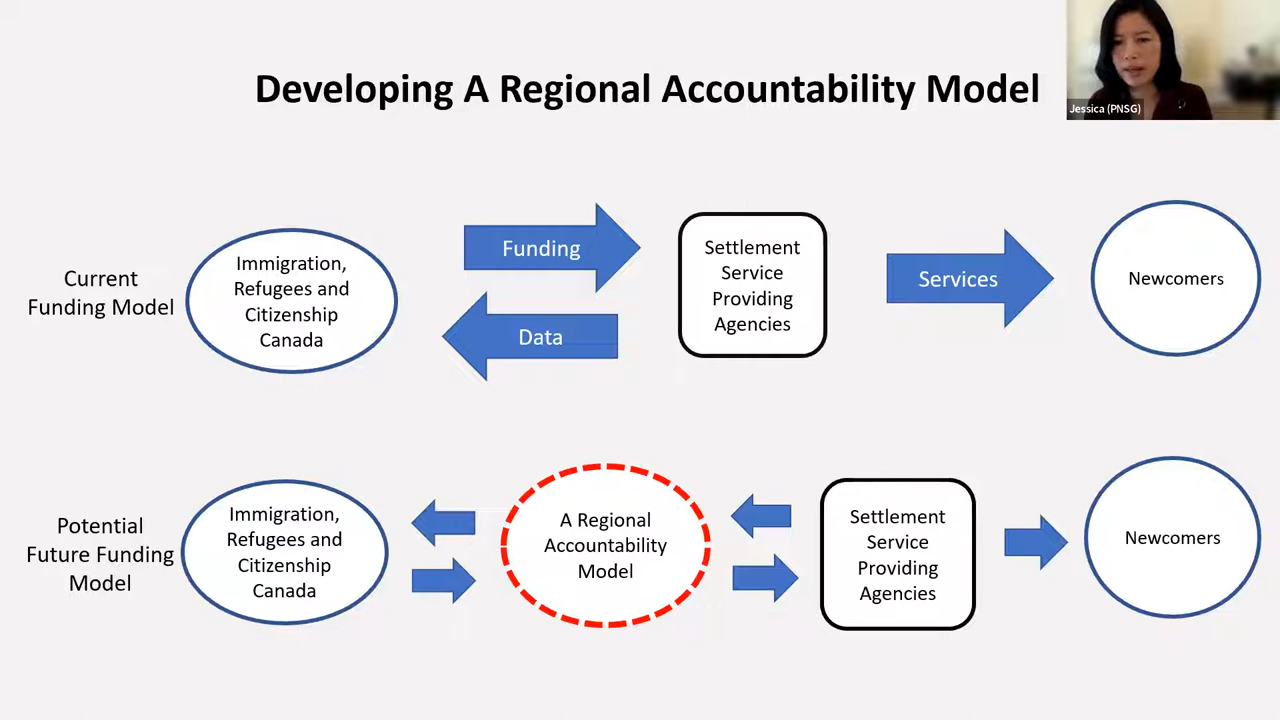 Developing A Regional Accountability Model
Jessica (PNSG)
Current
Funding Model
Immigration,
Refugees and
Citizenship
Canada
Funding
Data
Settlement
Service
Providing
Agencies
Services
Newcomers
Potential
Future Funding
Model
Immigration,
Refugees and
Citizenship
Canada
A Regional
Accountability
Model
Settlement
Service
Providing
Agencies
Newcomers